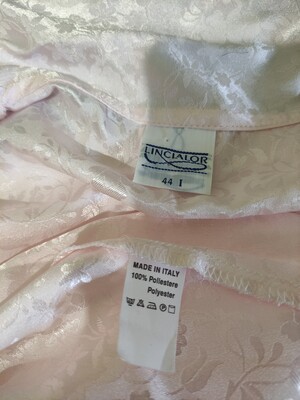 LINCIALOR
44 I
MADE IN ITALY
100% Poliestere
Polyester